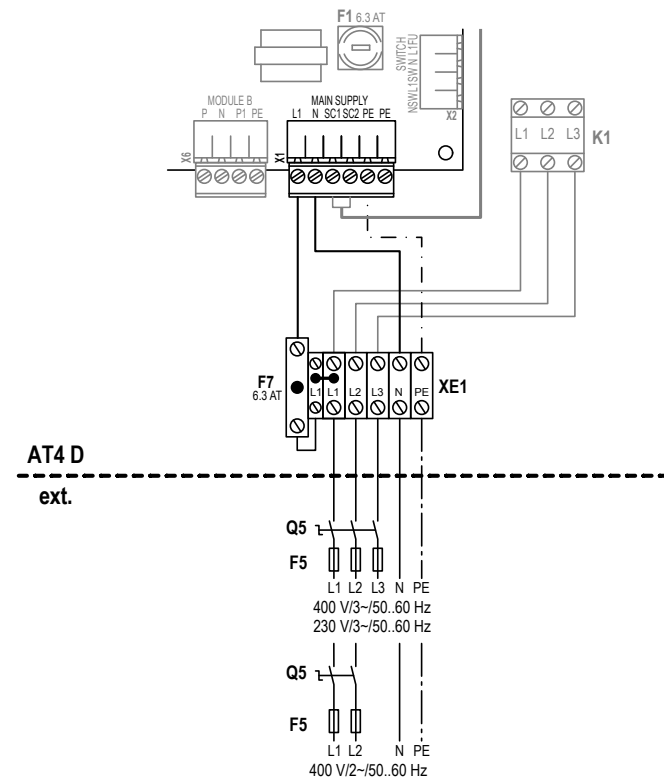 F1 6.3 AT
SWITCH
NSW L1SW N L1FU
X2
MODULE B
P N P1 PE
X6
MAIN SUPPLY
L1 N SC1 SC2 PE PE
X1
L1 L2 L3 K1
F7
6.3 AT
L1 L1 L2 L3 N PE XE1
AT4 D
ext.
Q5
F5
L1 L2 L3 N PE
400 V/3~/50..60 Hz
230 V/3~/50..60 Hz
Q5
F5
L1 L2 N PE
400 V/2~/50..60 Hz